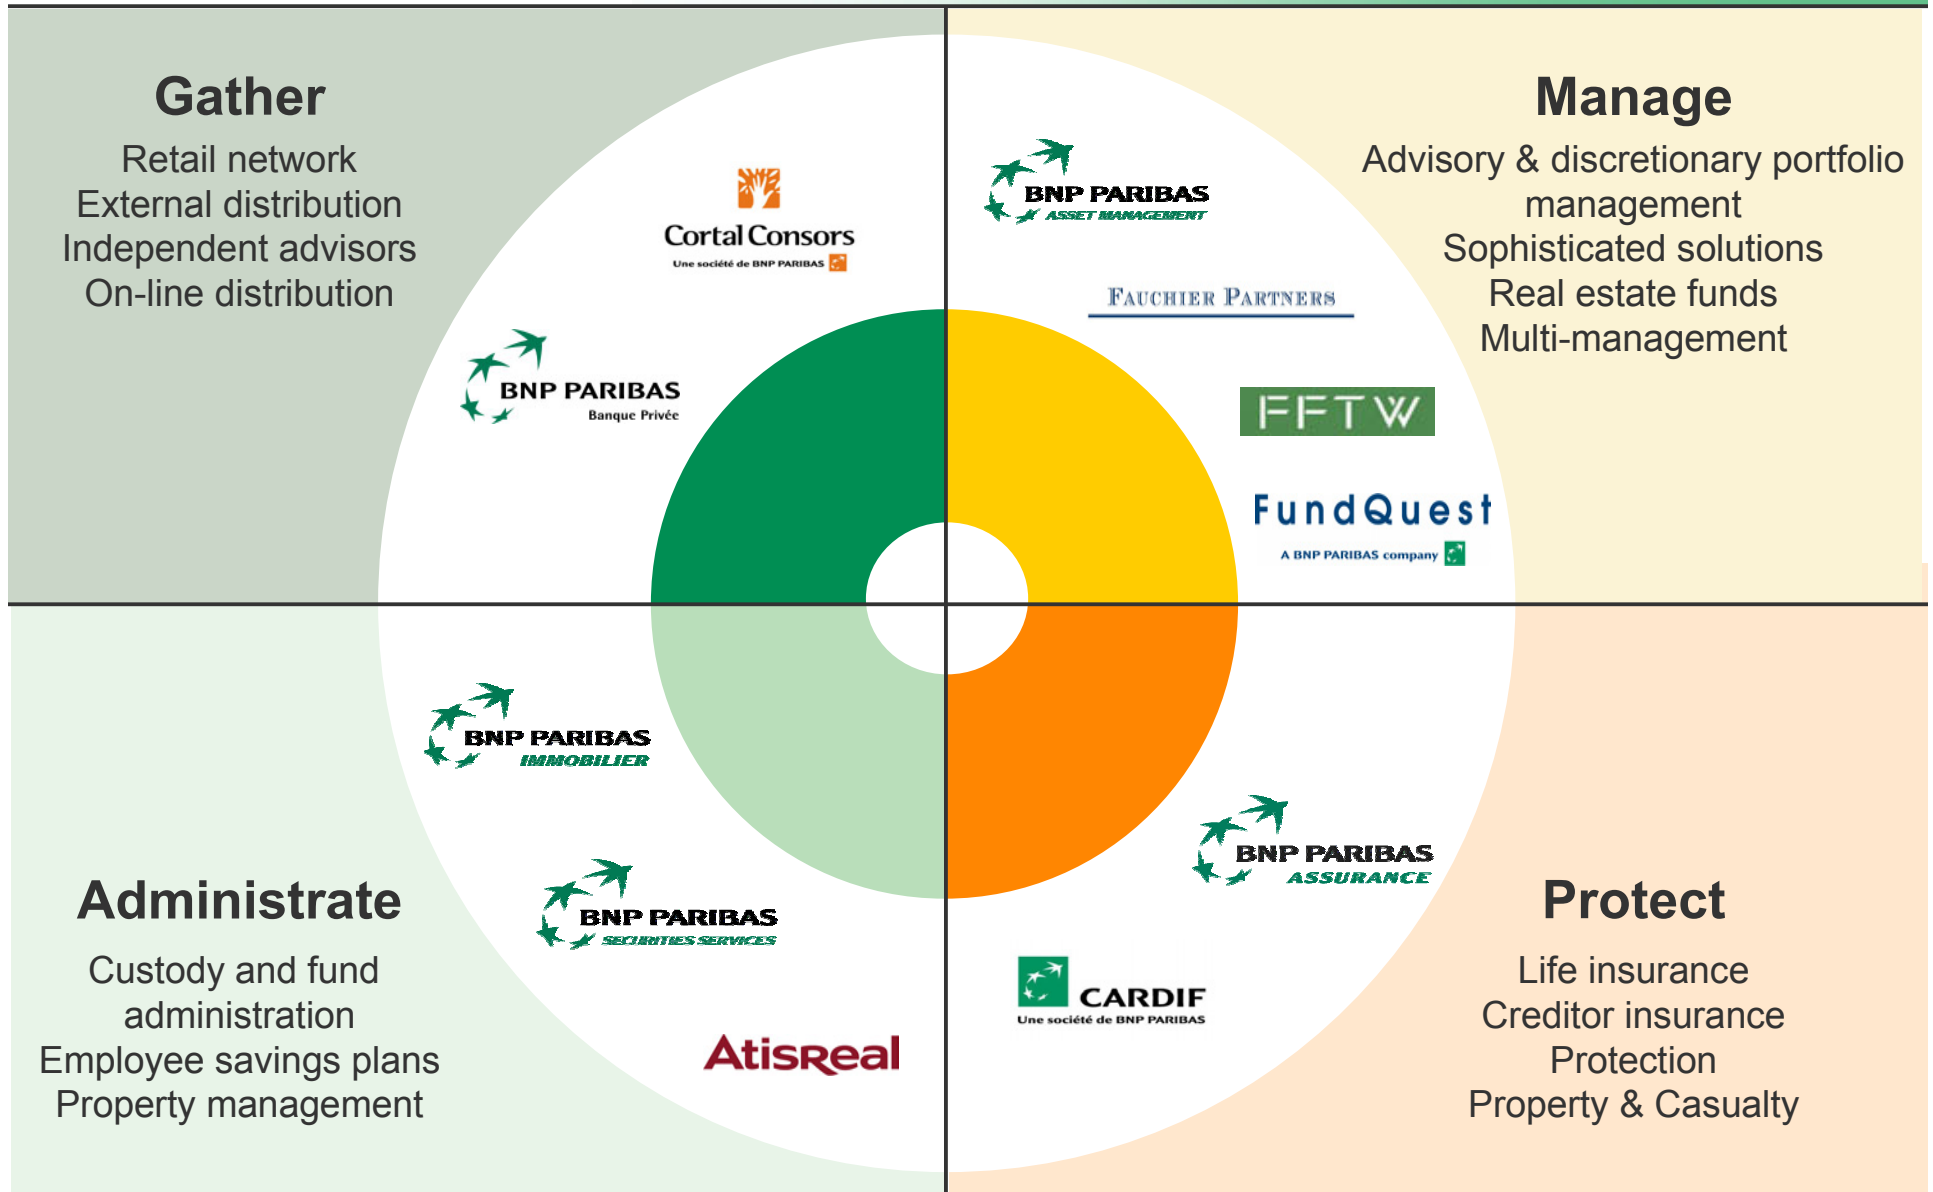 Gather
Retail network
External distribution
Independent advisors
On-line distribution
Cortal Consors
Une société de BNP PARIBAS
BNP PARIBAS
Banque Privée
Manage
Advisory & discretionary portfolio
management
Sophisticated solutions
Real estate funds
Multi-management
BNP PARIBAS
ASSET MANAGEMENT
FAUCHIER PARTNERS
FFTW
FundQuest
A BNP PARIBAS company
Administrate
Custody and fund
administration
Employee savings plans
Property management
BNP PARIBAS
IMMOBILIER
BNP PARIBAS
SECURITIES SERVICES
AtisReal
Protect
Life insurance
Creditor insurance
Protection
Property & Casualty
BNP PARIBAS
ASSURANCE
CARDIF
Une société de BNP PARIBAS